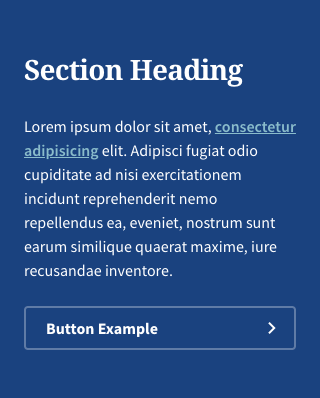 Section Heading
Lorem ipsum dolor sit amet, consectetur
adipisicing elit. Adipisci fugiat odio
cupiditate ad nisi exercitationem
incidunt reprehenderit nemo
repellendus ea, eveniet, nostrum sunt
earum similique quaerat maxime, iure
recusandae inventore.
Button Example